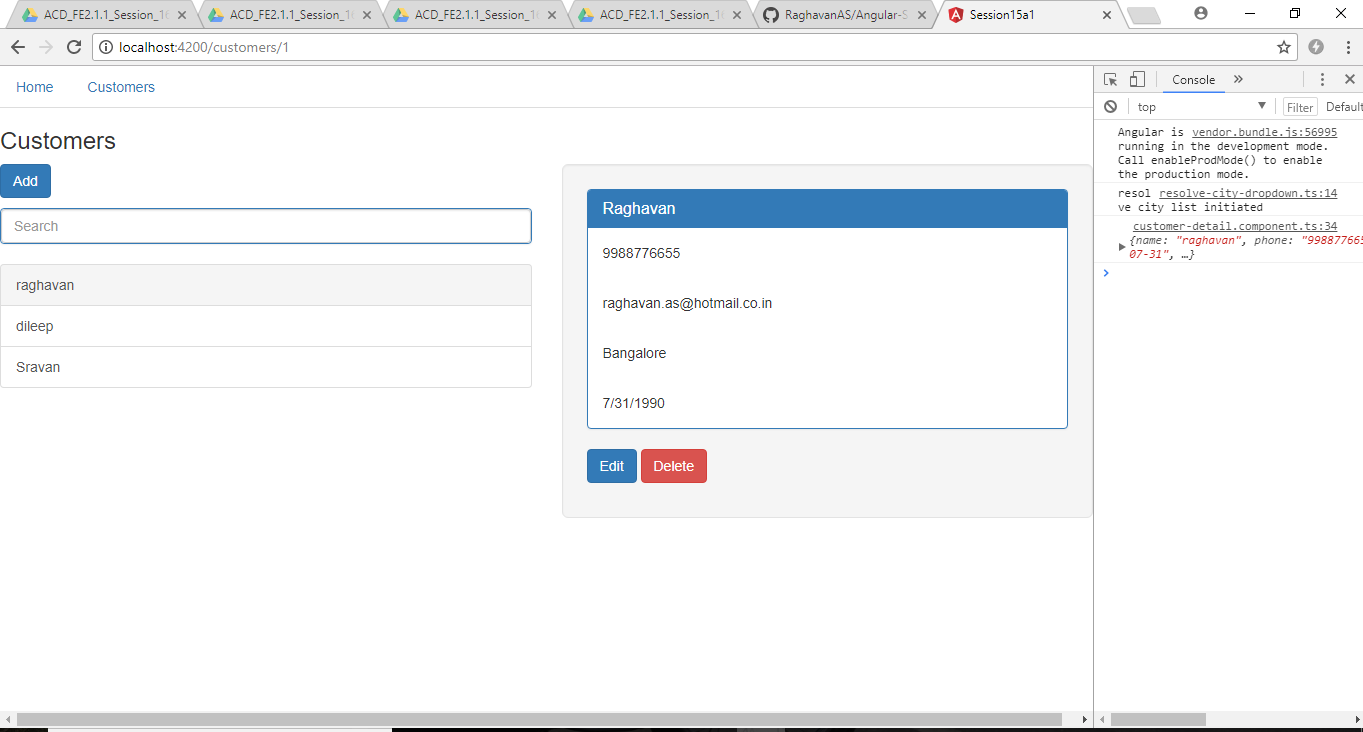 ACD_FE2.1.1_Session_16
ACD_FE2.1.1_Session_1
ACD_FE2.1.1_Session_1
ACD_FE2.1.1_Session_1
RaghavanAS/Angular-S
Session15a1
localhost:4200/customers/1
Home Customers
Customers
Add
Search
raghavan
dileep
Sravan
Raghavan
9988776655
raghavan.as@hotmail.co.in
Bangalore
7/31/1990
Edit Delete
Console »
top Filter Default
Angular is vendor.bundle.js:56995
running in the development mode.
Call enableProdMode() to enable
the production mode.
resol resolve-city-dropdown.ts:14
ve city list initiated
customer-detail.component.ts:34
{name: "raghavan", phone: "998877665
07-31", …}